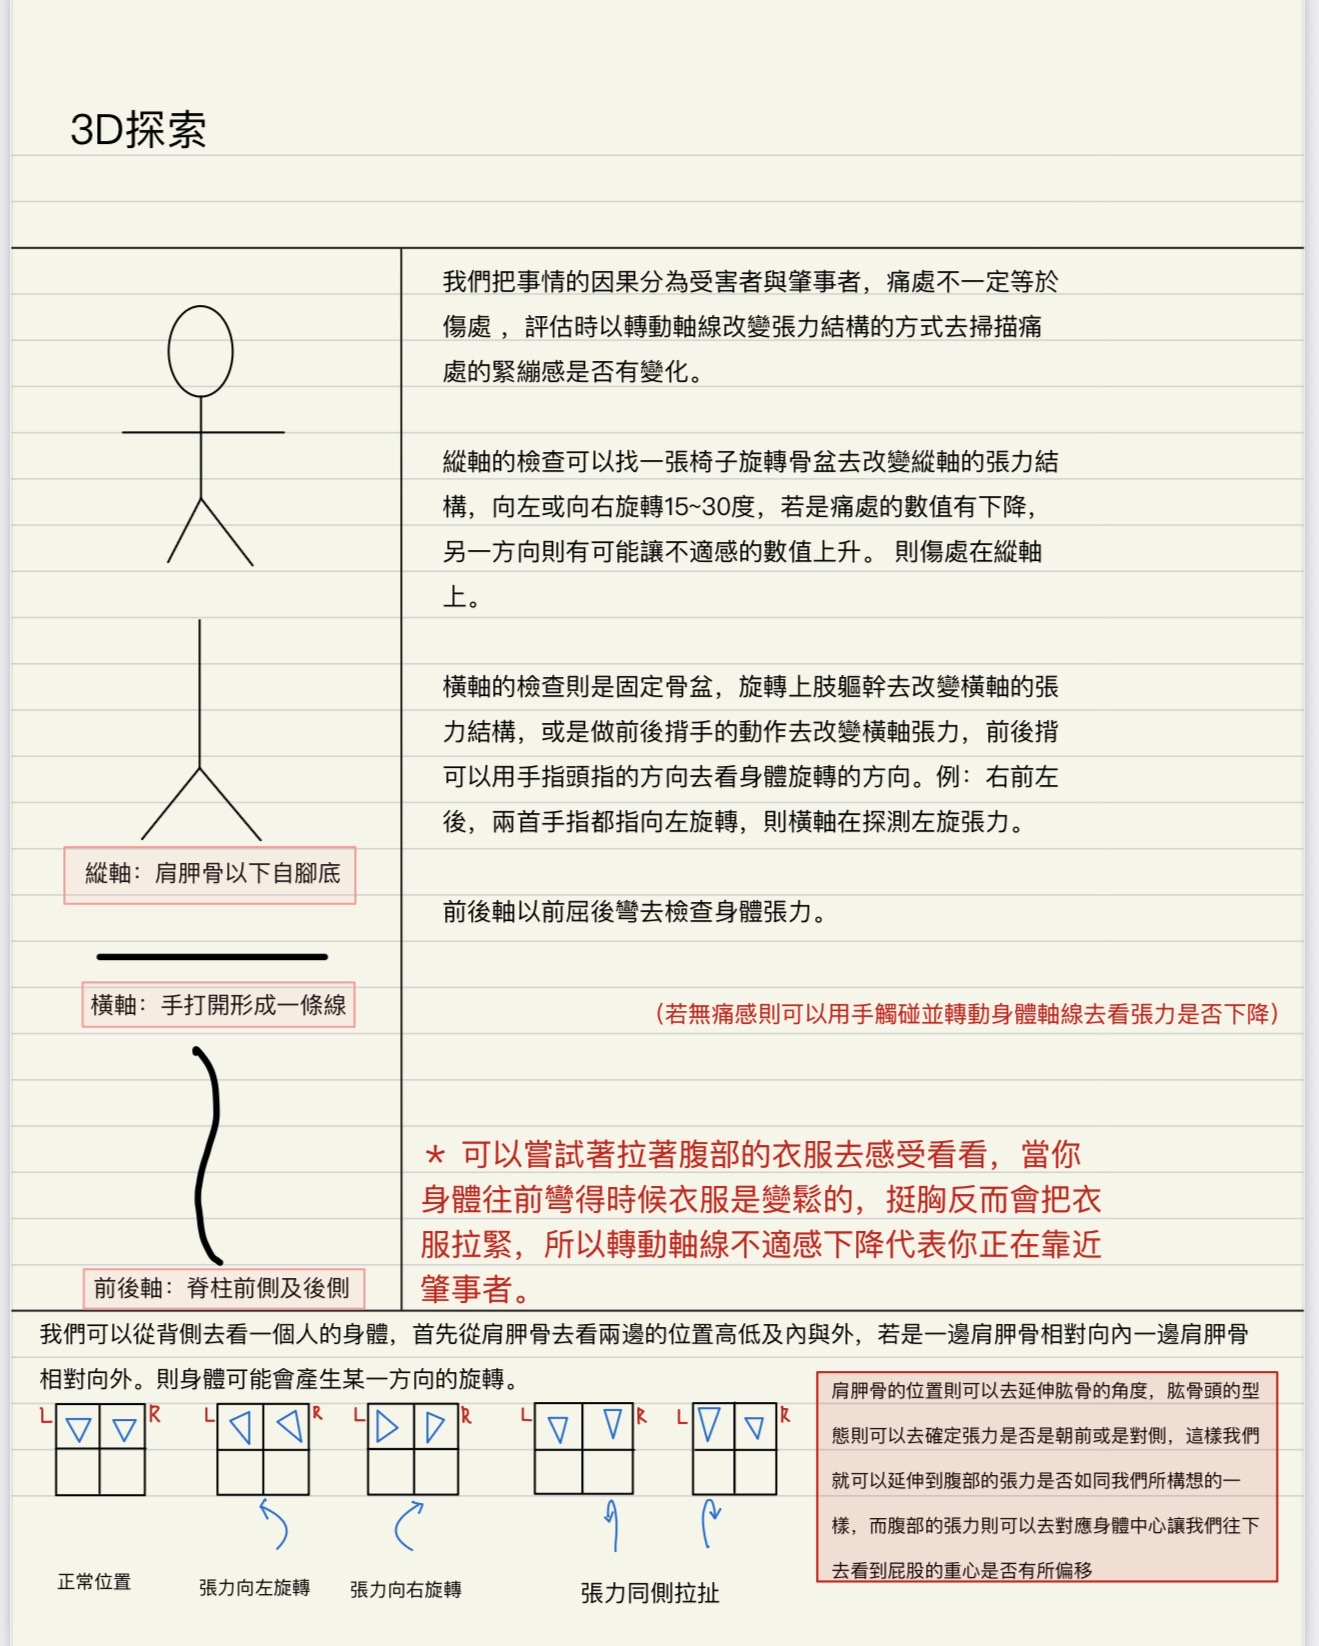 3D探索
我們把事情的因果分為受害者與肇事者，痛處不一定等於
傷處 ，評估時以轉動軸線改變張力結構的方式去掃描痛
處的緊繃感是否有變化。
縱軸的檢查可以找一張椅子旋轉骨盆去改變縱軸的張力結
構，向左或向右旋轉15~30度，若是痛處的數值有下降，
另一方向則有可能讓不適感的數值上升。 則傷處在縱軸
上。
橫軸的檢查則是固定骨盆，旋轉上肢軀幹去改變橫軸的張
力結構，或是做前後揹手的動作去改變橫軸張力，前後揹
可以用手指頭指的方向去看身體旋轉的方向。例：右前左
後，兩首手指都指向左旋轉，則橫軸在探測左旋張力。
縱軸：肩胛骨以下自腳底
前後軸以前屈後彎去檢查身體張力。
橫軸：手打開形成一條線
（若無痛感則可以用手觸碰並轉動身體軸線去看張力是否下降）
＊ 可以嘗試著拉著腹部的衣服去感受看看，當你
身體往前彎得時候衣服是變鬆的，挺胸反而會把衣
服拉緊，所以轉動軸線不適感下降代表你正在靠近
肇事者。
前後軸：脊柱前側及後側
我們可以從背側去看一個人的身體，首先從肩胛骨去看兩邊的位置高低及內與外，若是一邊肩胛骨相對向內一邊肩胛骨
相對向外。則身體可能會產生某一方向的旋轉。
L R L R L R L R L R
正常位置
張力向左旋轉
張力向右旋轉
張力同側拉扯
肩胛骨的位置則可以去延伸肱骨的角度，肱骨頭的型
態則可以去確定張力是否是朝前或是對側，這樣我們
就可以延伸到腹部的張力是否如同我們所構想的一
樣，而腹部的張力則可以去對應身體中心讓我們往下
去看到屁股的重心是否有所偏移